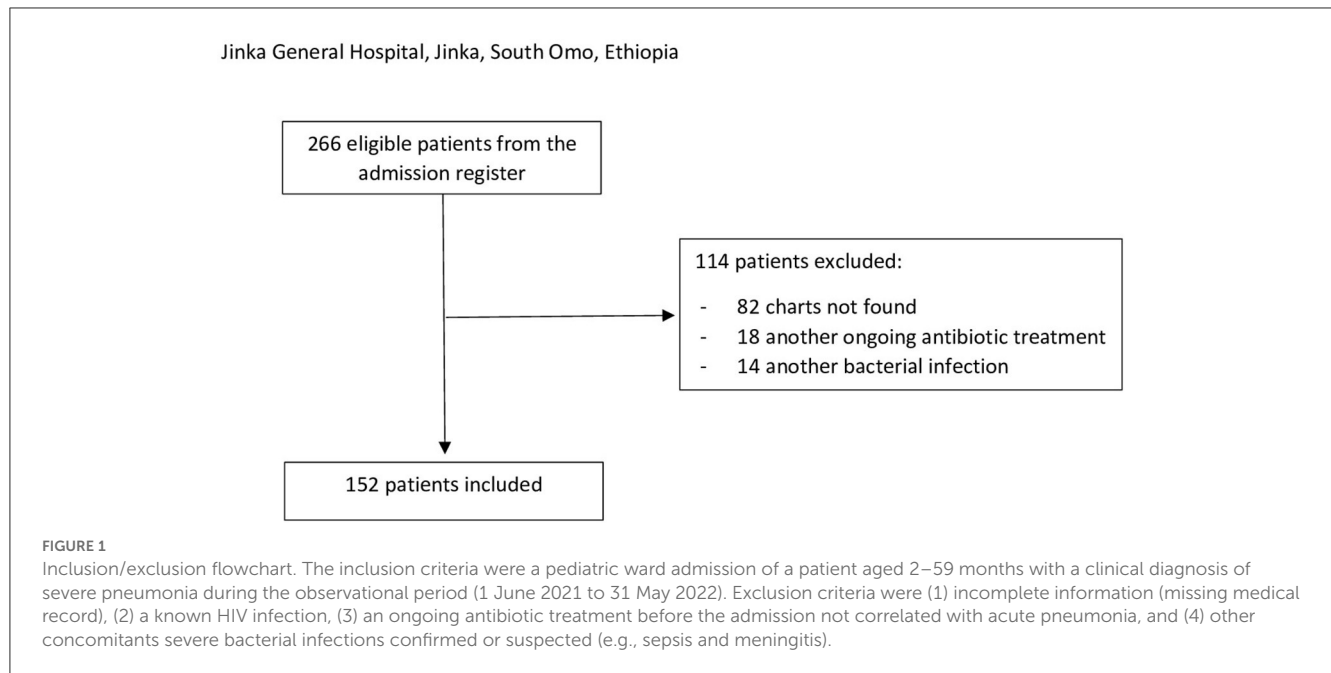 Jinka General Hospital, Jinka, South Omo, Ethiopia
266 eligible patients from the
admission register
114 patients excluded:
- 82 charts not found
- 18 another ongoing antibiotic treatment
- 14 another bacterial infection
152 patients included
FIGURE 1
Inclusion/exclusion flowchart. The inclusion criteria were a pediatric ward admission of a patient aged 2–59 months with a clinical diagnosis of
severe pneumonia during the observational period (1 June 2021 to 31 May 2022). Exclusion criteria were (1) incomplete information (missing medical
record), (2) a known HIV infection, (3) an ongoing antibiotic treatment before the admission not correlated with acute pneumonia, and (4) other
concomitants severe bacterial infections confirmed or suspected (e.g., sepsis and meningitis).